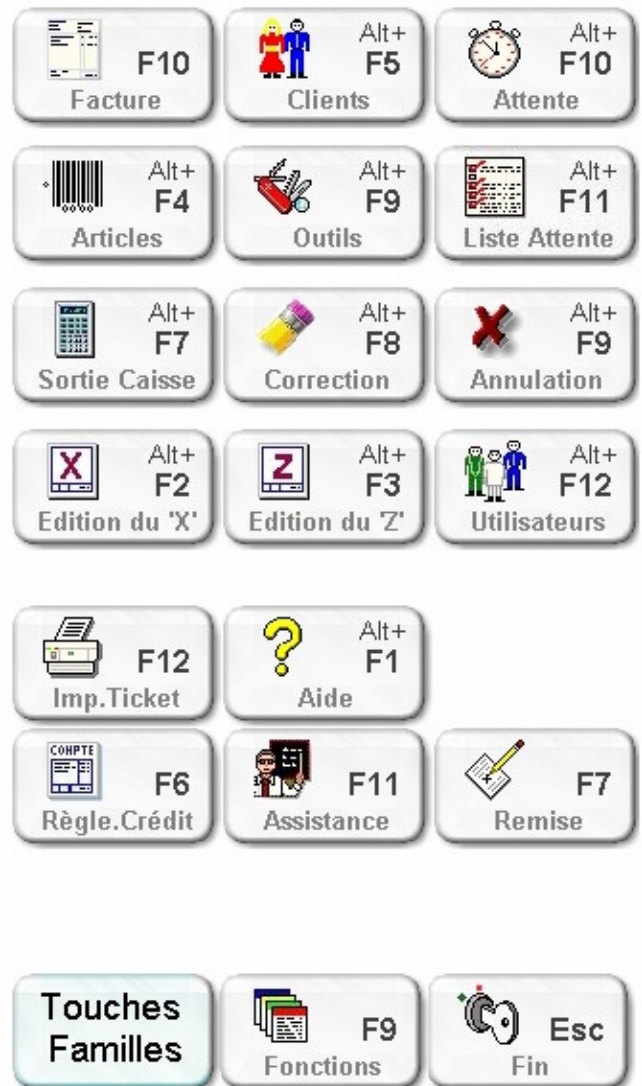 F10
Facture
Alt+
F5
Clients
Alt+
F10
Attente
Alt+
F4
Articles
Alt+
F9
Outils
Alt+
F11
Liste Attente
Alt+
F7
Sortie Caisse
Alt+
F8
Correction
Alt+
F9
Annulation
X
Alt+
F2
Edition du 'X'
Z
Alt+
F3
Edition du 'Z'
Alt+
F12
Utilisateurs
F12
Imp.Ticket
Alt+
F1
Aide
COMPTE
F6
Règle.Crédit
F11
Assistance
F7
Remise
Touches
Familles
F9
Fonctions
Esc
Fin